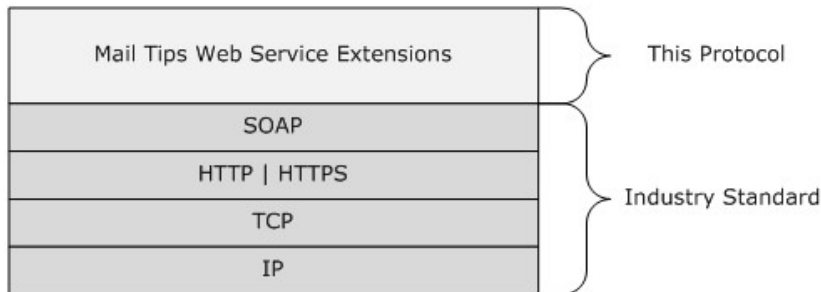 Mail Tips Web Service Extensions
This Protocol
SOAP
HTTP | HTTPS
TCP
IP
Industry Standard